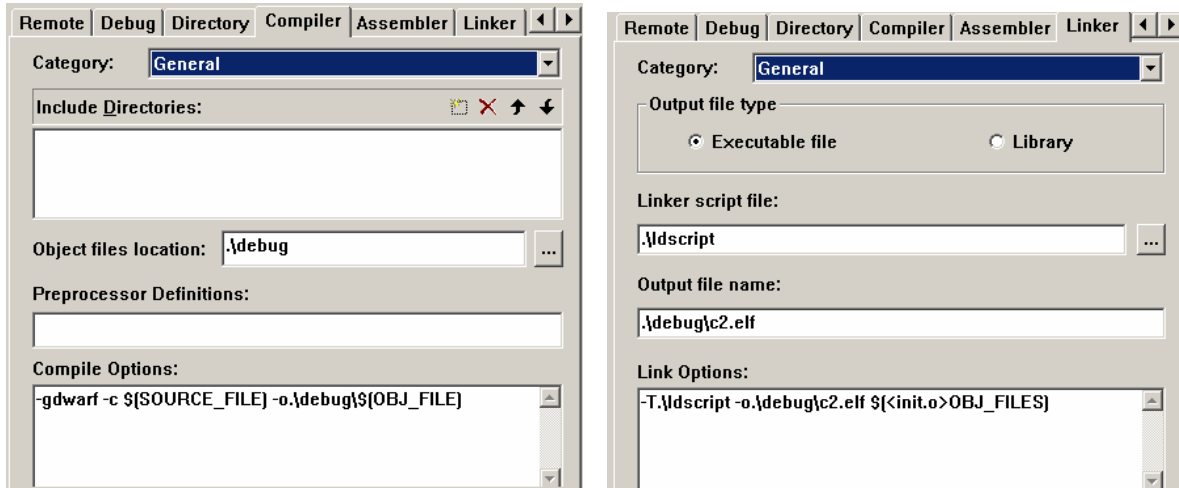 Remote Debug Directory Compiler Assembler Linker
Category: General
Include Directories:
Object files location: .\debug ...
Preprocessor Definitions:
Compile Options:
-gdwarf -c $(SOURCE_FILE) -o.\debug\$(OBJ_FILE)
Remote Debug Directory Compiler Assembler Linker
Category: General
Output file type
Executable file Library
Linker script file:
.\ldscript ...
Output file name:
.\debug\c2.elf
Link Options:
-T.\ldscript -o.\debug\c2.elf $(<init.o>OBJ_FILES)